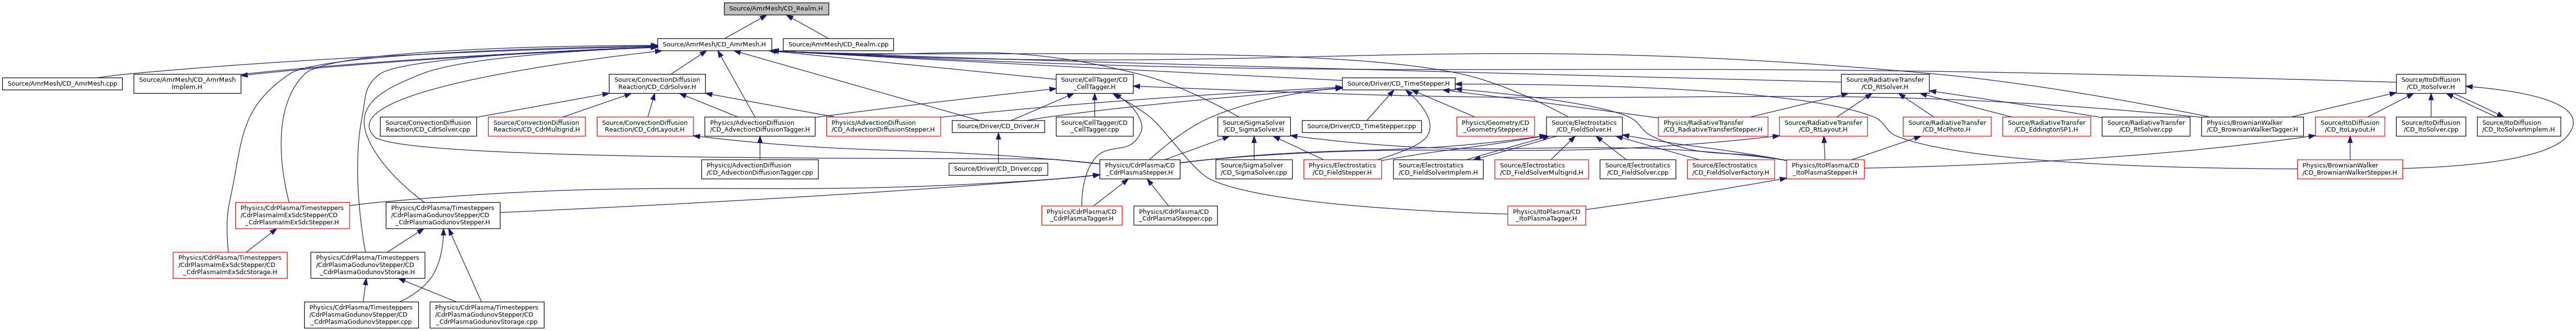 Source/AmrMesh/CD_Realm.H
Source/AmrMesh/CD_AmrMesh.H
Source/AmrMesh/CD_Realm.cpp
Source/AmrMesh/CD_AmrMesh.cpp
Source/AmrMesh/CD_AmrMesh
Implem.H
Source/ConvectionDiffusion
Reaction/CD_CdrSolver.H
Source/CellTagger/CD
_CellTagger.H
Source/Driver/CD_TimeStepper.H
Source/RadiativeTransfer
/CD_RtSolver.H
Source/ItoDiffusion
/CD_ItoSolver.H
Source/ConvectionDiffusion
Reaction/CD_CdrSolver.cpp
Source/ConvectionDiffusion
Reaction/CD_CdrMultigrid.H
Source/ConvectionDiffusion
Reaction/CD_CdrLayout.H
Physics/AdvectionDiffusion
/CD_AdvectionDiffusionTagger.H
Physics/AdvectionDiffusion
/CD_AdvectionDiffusionStepper.H
Source/Driver/CD_Driver.H
Source/CellTagger/CD
_CellTagger.cpp
Source/SigmaSolver
/CD_SigmaSolver.H
Source/Driver/CD_TimeStepper.cpp
Physics/Geometry/CD
_GeometryStepper.H
Source/Electrostatics
/CD_FieldSolver.H
Physics/RadiativeTransfer
/CD_RadiativeTransferStepper.H
Source/RadiativeTransfer
/CD_RtLayout.H
Source/RadiativeTransfer
/CD_McPhoto.H
Source/RadiativeTransfer
/CD_EddingtonSP1.H
Source/RadiativeTransfer
/CD_RtSolver.cpp
Physics/BrownianWalker
/CD_BrownianWalkerTagger.H
Source/ItoDiffusion
/CD_ItoLayout.H
Source/ItoDiffusion
/CD_ItoSolver.cpp
Source/ItoDiffusion
/CD_ItoSolverImplem.H
Physics/AdvectionDiffusion
/CD_AdvectionDiffusionTagger.cpp
Source/Driver/CD_Driver.cpp
Physics/CdrPlasma/CD
_CdrPlasmaStepper.H
Source/SigmaSolver
/CD_SigmaSolver.cpp
Physics/Electrostatics
/CD_FieldStepper.H
Source/Electrostatics
/CD_FieldSolverImplem.H
Source/Electrostatics
/CD_FieldSolverMultigrid.H
Source/Electrostatics
/CD_FieldSolver.cpp
Source/Electrostatics
/CD_FieldSolverFactory.H
Physics/ItoPlasma/CD
_ItoPlasmaStepper.H
Physics/BrownianWalker
/CD_BrownianWalkerStepper.H
Physics/CdrPlasma/Timesteppers
/CdrPlasmaImExSdcStepper/CD
_CdrPlasmaImExSdcStepper.H
Physics/CdrPlasma/Timesteppers
/CdrPlasmaGodunovStepper/CD
_CdrPlasmaGodunovStepper.H
Physics/CdrPlasma/CD
_CdrPlasmaTagger.H
Physics/CdrPlasma/CD
_CdrPlasmaStepper.cpp
Physics/ItoPlasma/CD
_ItoPlasmaTagger.H
Physics/CdrPlasma/Timesteppers
/CdrPlasmaImExSdcStepper/CD
_CdrPlasmaImExSdcStorage.H
Physics/CdrPlasma/Timesteppers
/CdrPlasmaGodunovStepper/CD
_CdrPlasmaGodunovStorage.H
Physics/CdrPlasma/Timesteppers
/CdrPlasmaGodunovStepper/CD
_CdrPlasmaGodunovStepper.cpp
Physics/CdrPlasma/Timesteppers
/CdrPlasmaGodunovStepper/CD
_CdrPlasmaGodunovStorage.cpp